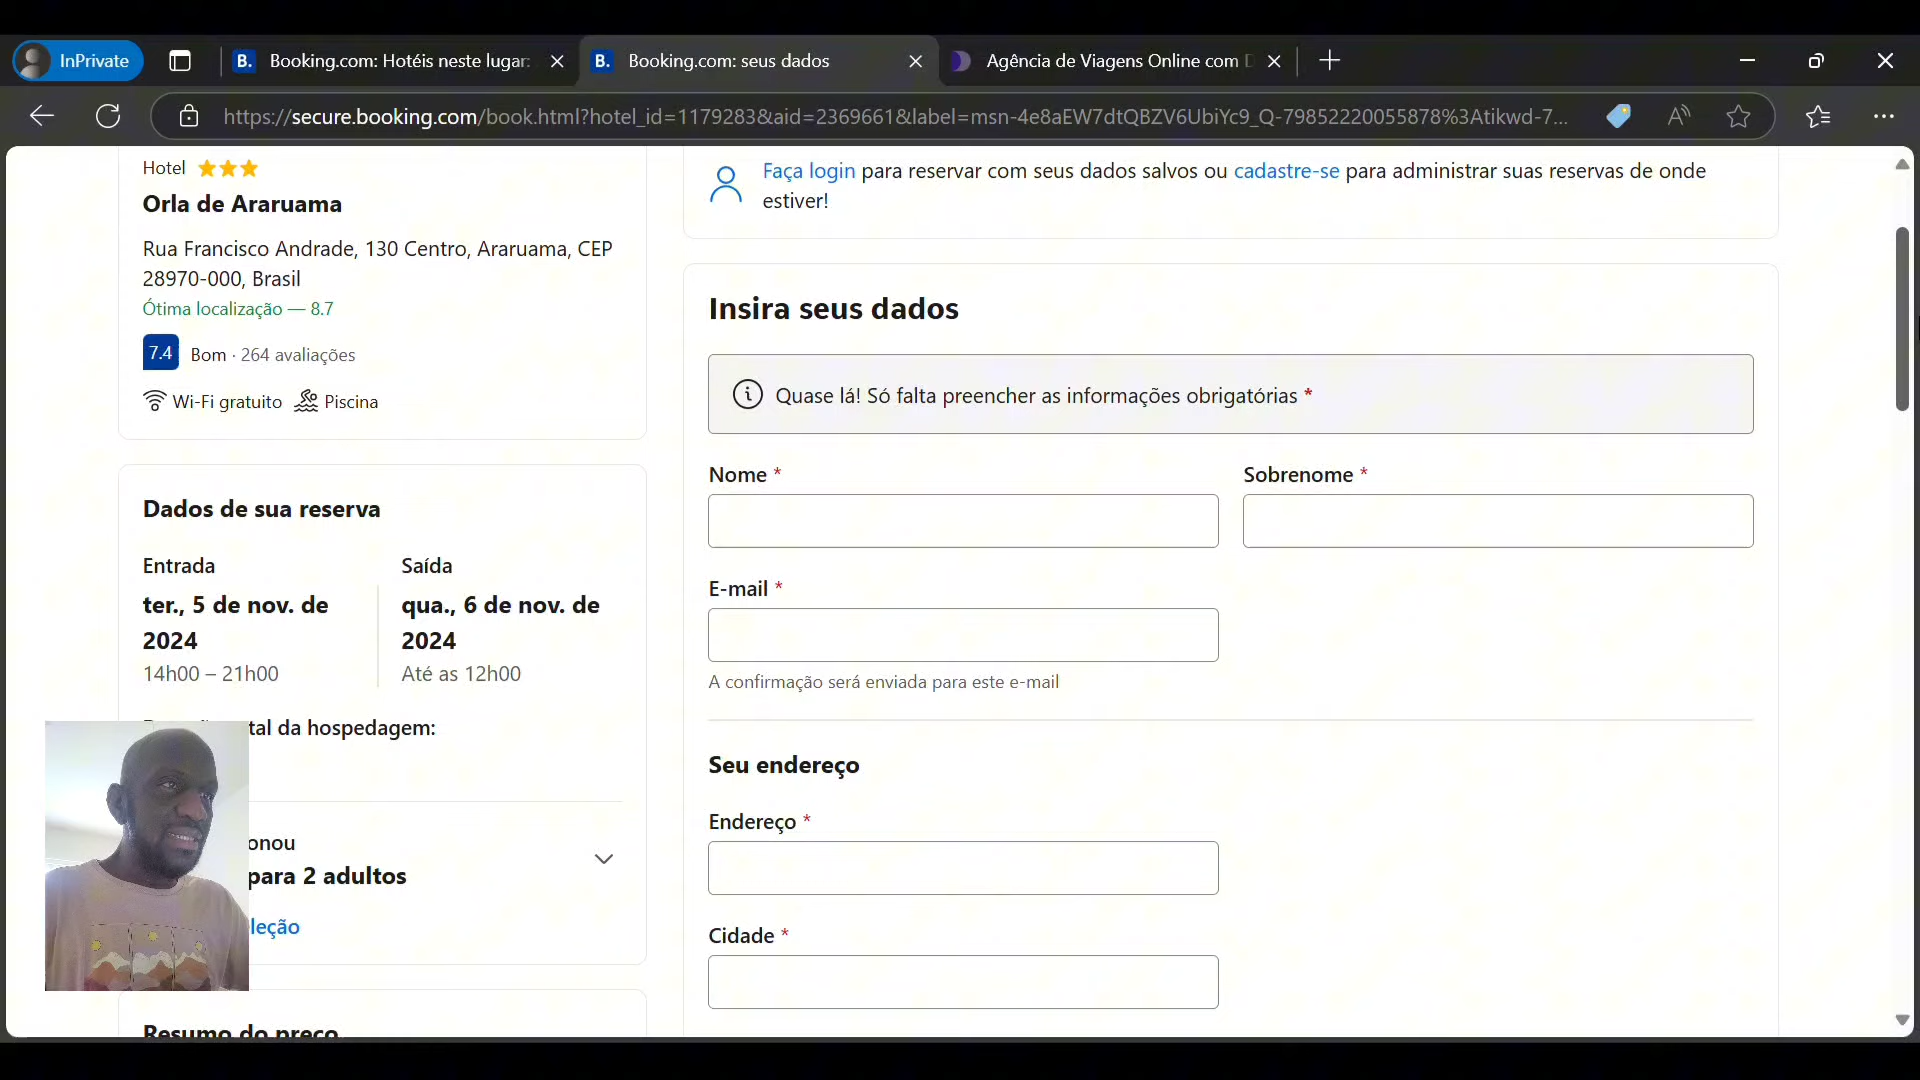 InPrivate
B. Booking.com: Hotéis neste lugar:
B. Booking.com: seus dados
Agência de Viagens Online com D
https://secure.booking.com/book.html?hotel_id=1179283&aid=2369661&label=msn-4e8aEW7dtQBZV6UbiYc9_Q-79852220055878%3Atikwd-7...
Hotel
Orla de Araruama
Rua Francisco Andrade, 130 Centro, Araruama, CEP
28970-000, Brasil
Ótima localização — 8.7
7.4 Bom · 264 avaliações
Wi-Fi gratuito Piscina
Dados de sua reserva
Entrada
ter., 5 de nov. de
2024
14h00 – 21h00
Saída
qua., 6 de nov. de
2024
Até as 12h00
tal da hospedagem:
onou
para 2 adultos
leção
Resumo do preço
Faça login para reservar com seus dados salvos ou cadastre-se para administrar suas reservas de onde
estiver!
Insira seus dados
Quase lá! Só falta preencher as informações obrigatórias *
Nome *
Sobrenome *
E-mail *
A confirmação será enviada para este e-mail
Seu endereço
Endereço *
Cidade *